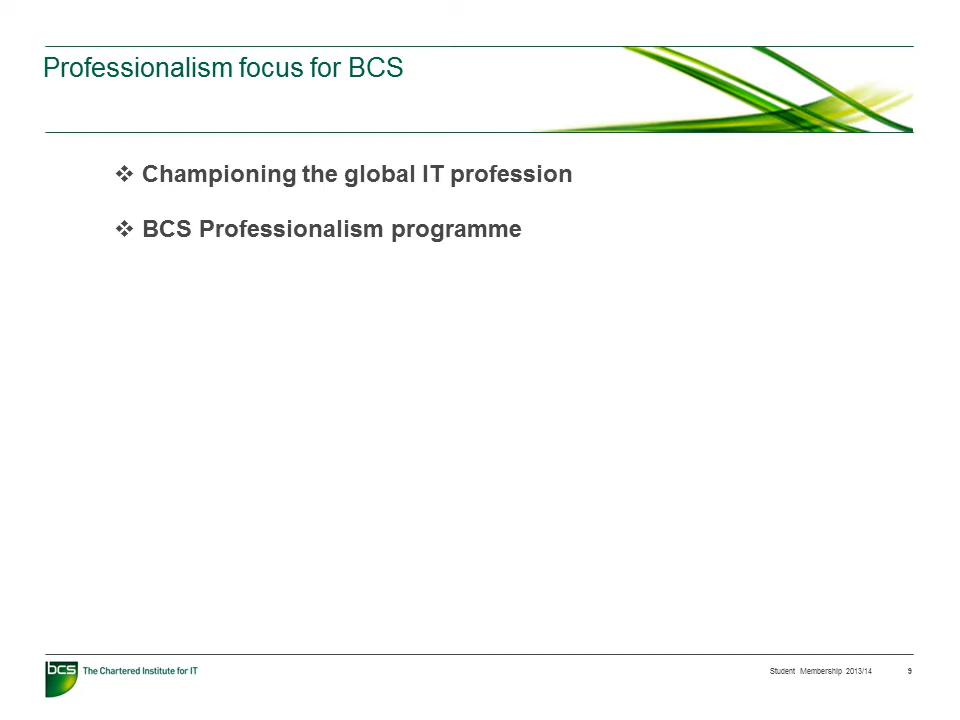 Professionalism focus for BCS
❖ Championing the global IT profession
❖ BCS Professionalism programme
bcs The Chartered Institute for IT
Student Membership 2013/14 9